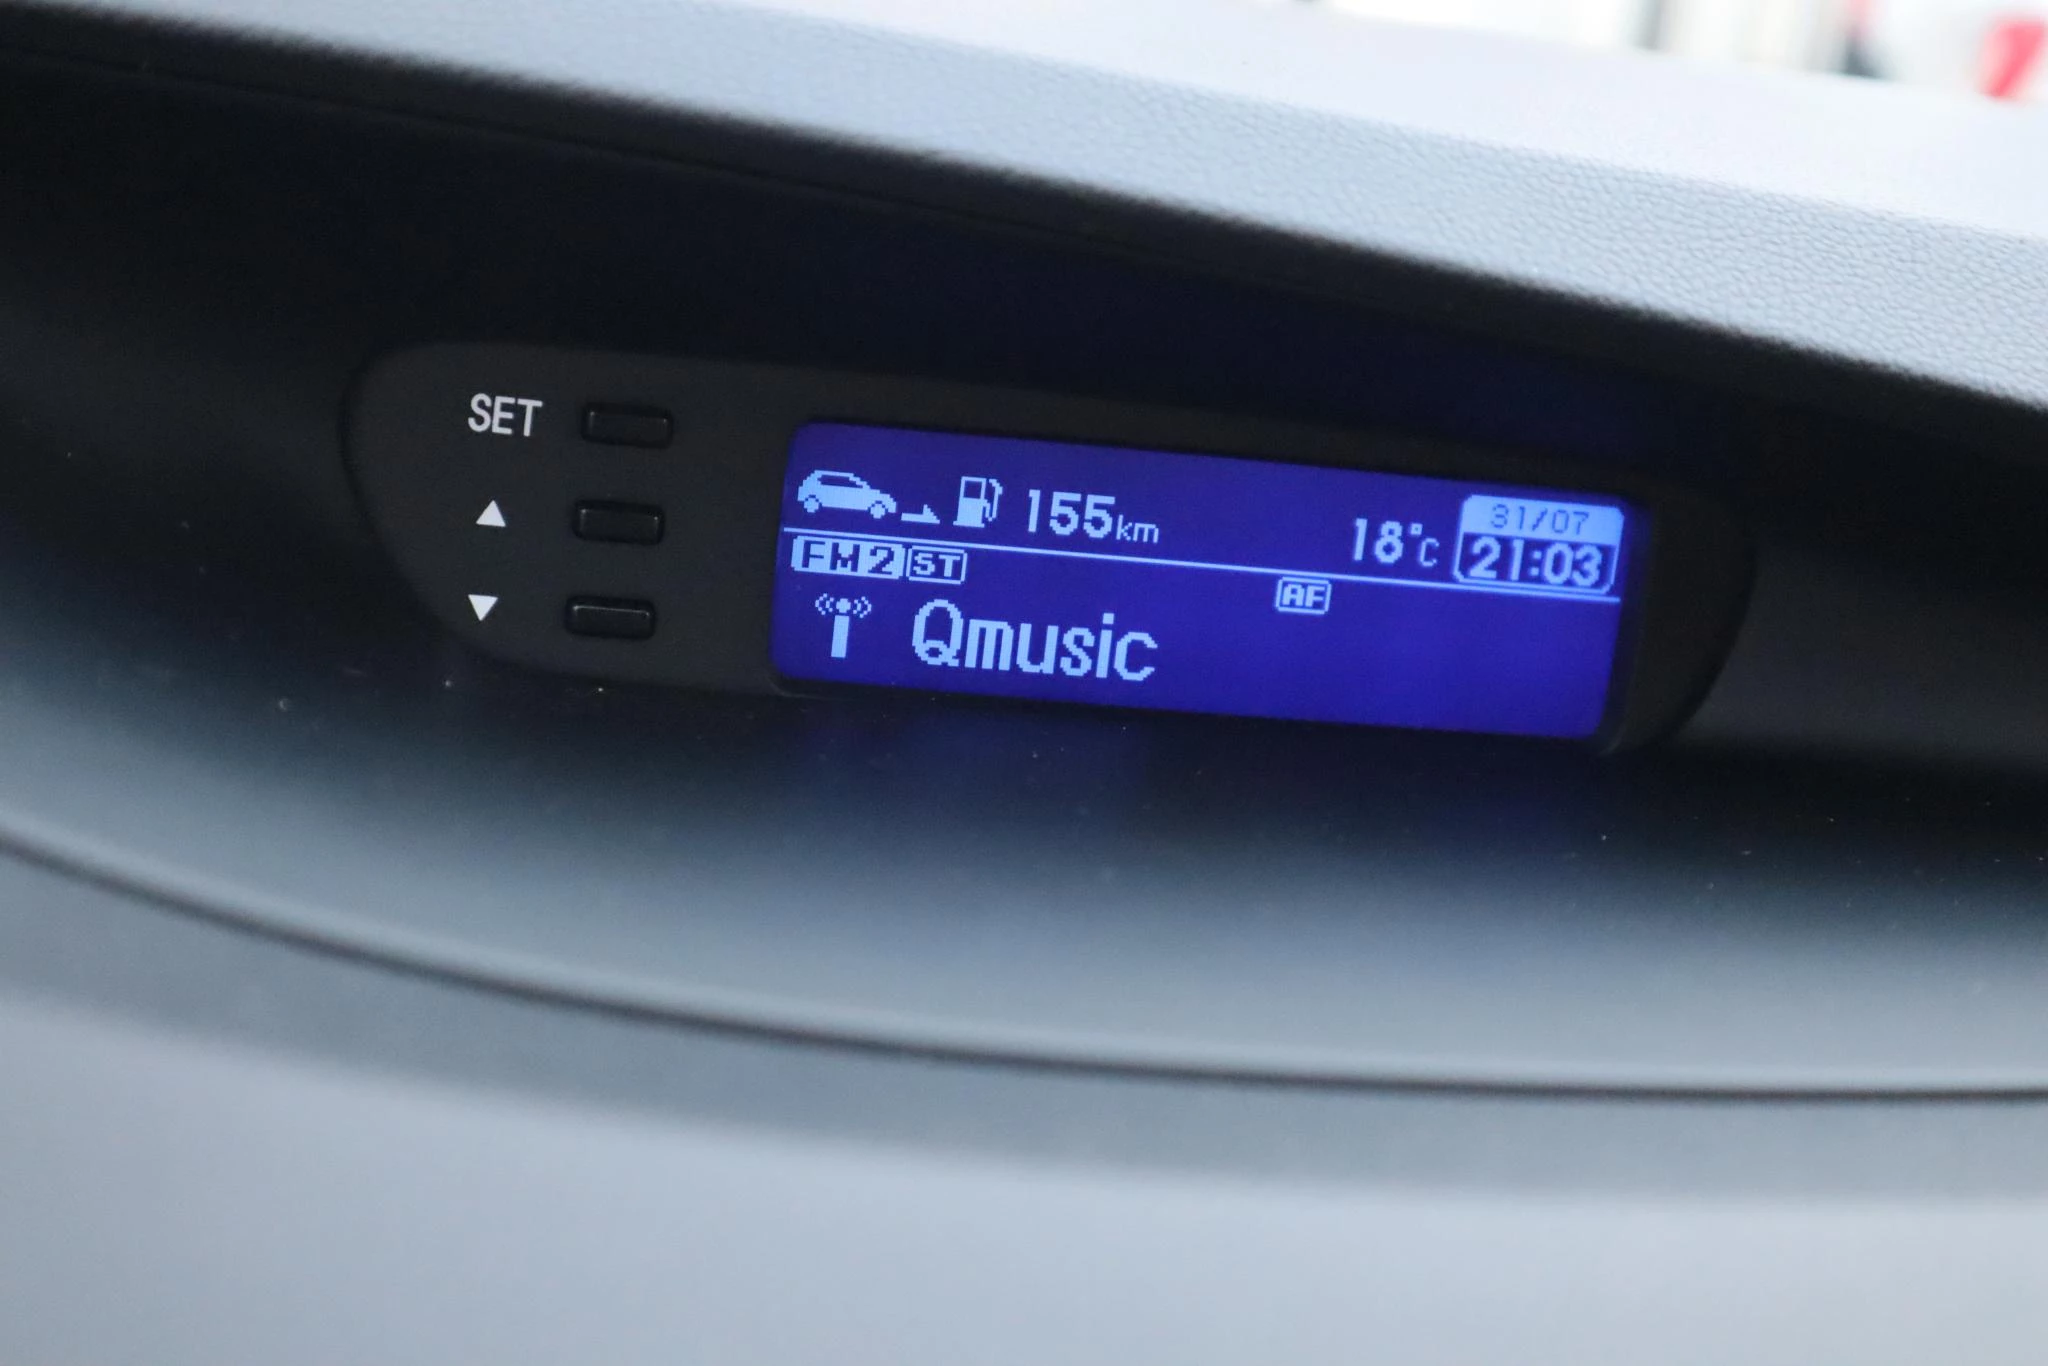 SET
155km
18°C
31/07
21:03
FM2 ST
AF
Qmusic